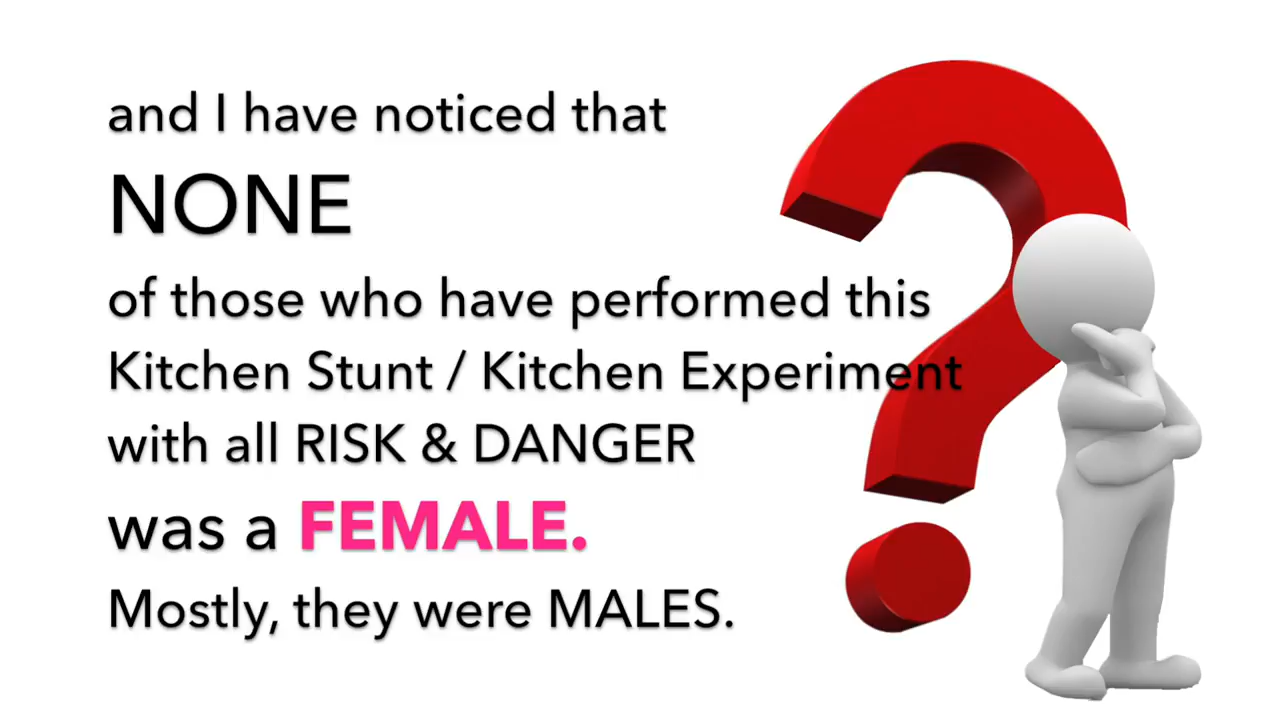 and I have noticed that
NONE
of those who have performed this
Kitchen Stunt / Kitchen Experiment
with all RISK & DANGER
was a FEMALE.
Mostly, they were MALES.